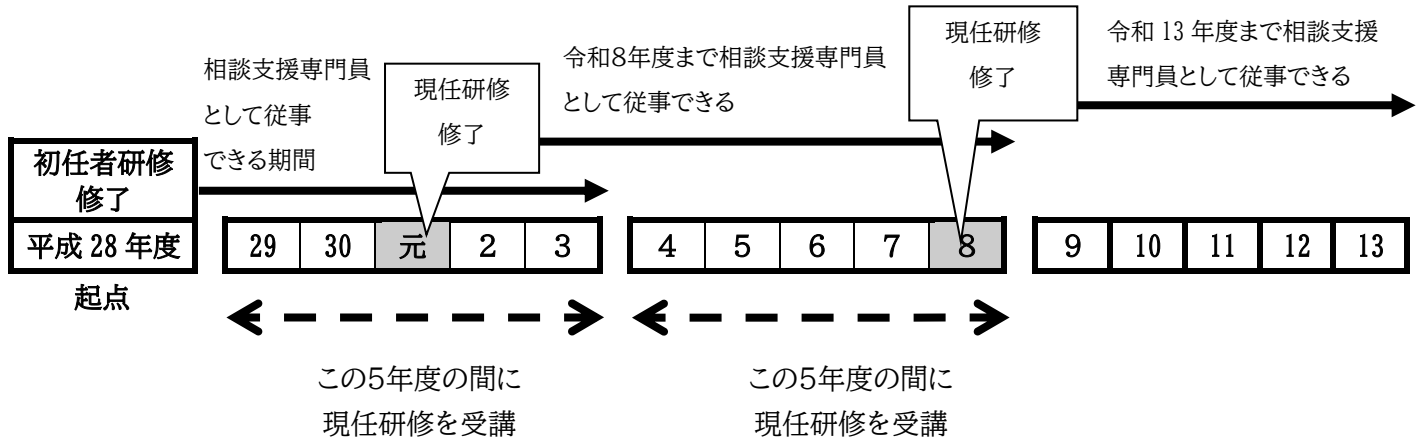 相談支援専門員
として従事
できる期間
現任研修
修了
令和8年度まで相談支援専門員
として従事できる
現任研修
修了
令和 13 年度まで相談支援
専門員として従事できる
初任者研修
修了
平成 28 年度
29 30 元 2 3
4 5 6 7 8
9 10 11 12 13
起点
この5年度の間に
現任研修を受講
この5年度の間に
現任研修を受講